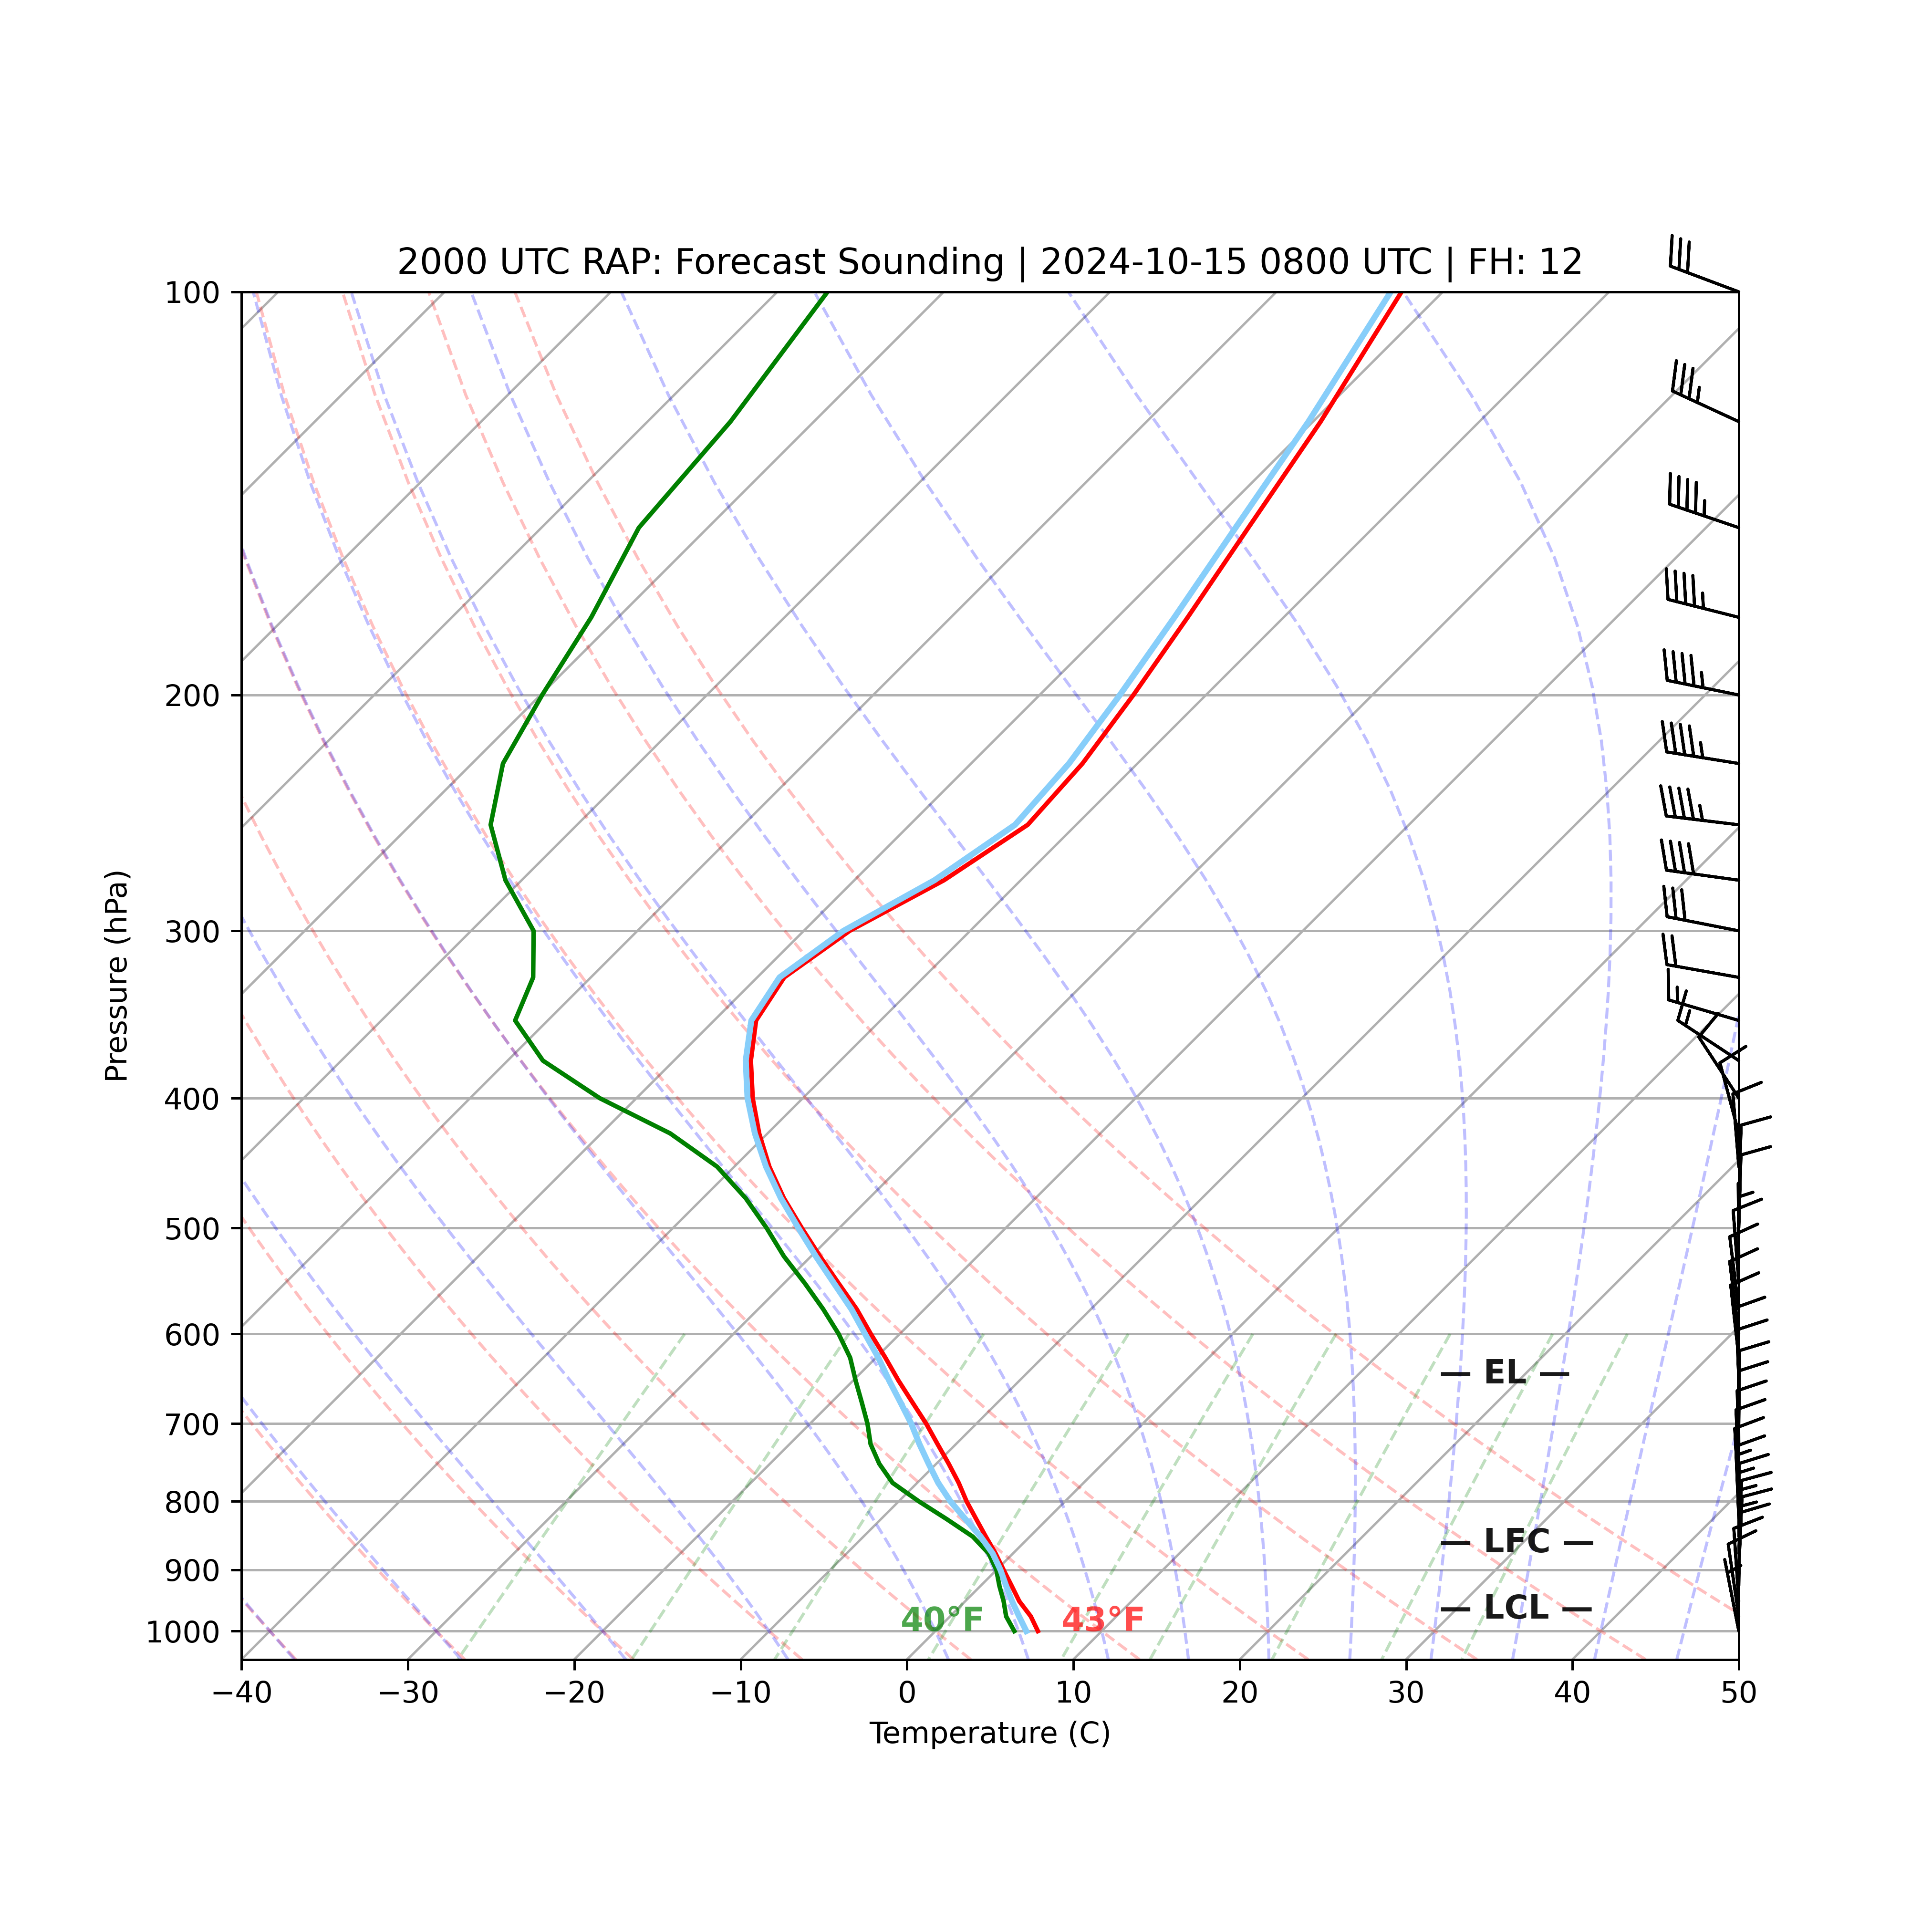 2000 UTC RAP: Forecast Sounding | 2024-10-15 0800 UTC | FH: 12
100
200
300
400
500
600
700
800
900
1000
Pressure (hPa)
— EL —
— LFC —
— LCL —
40°F 43°F
−40 −30 −20 −10 0 10 20 30 40 50
Temperature (C)